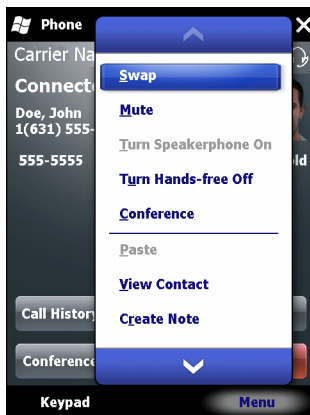 Phone
Carrier Na
Connect
Doe, John
1(631) 555-
555-5555
ld
Swap
Mute
Turn Speakerphone On
Turn Hands-free Off
Conference
Paste
View Contact
Create Note
Call History
Conference
Keypad
Menu